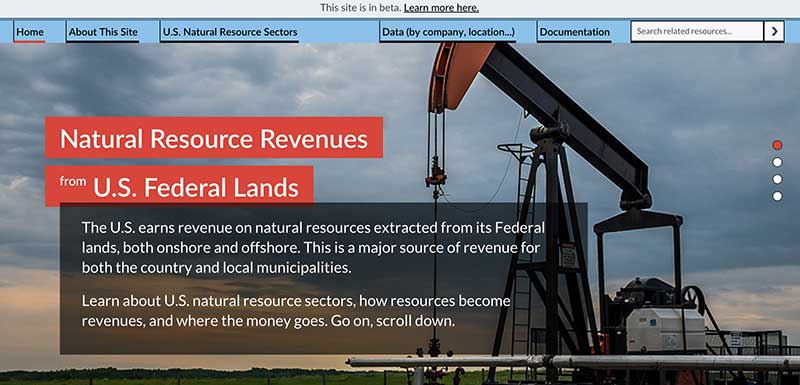 This site is in beta. Learn more here.
Home About This Site U.S. Natural Resource Sectors Data (by company, location...) Documentation Search related resources...
Natural Resource Revenues
from U.S. Federal Lands
The U.S. earns revenue on natural resources extracted from its Federal
lands, both onshore and offshore. This is a major source of revenue for
both the country and local municipalities.
Learn about U.S. natural resource sectors, how resources become
revenues, and where the money goes. Go on, scroll down.